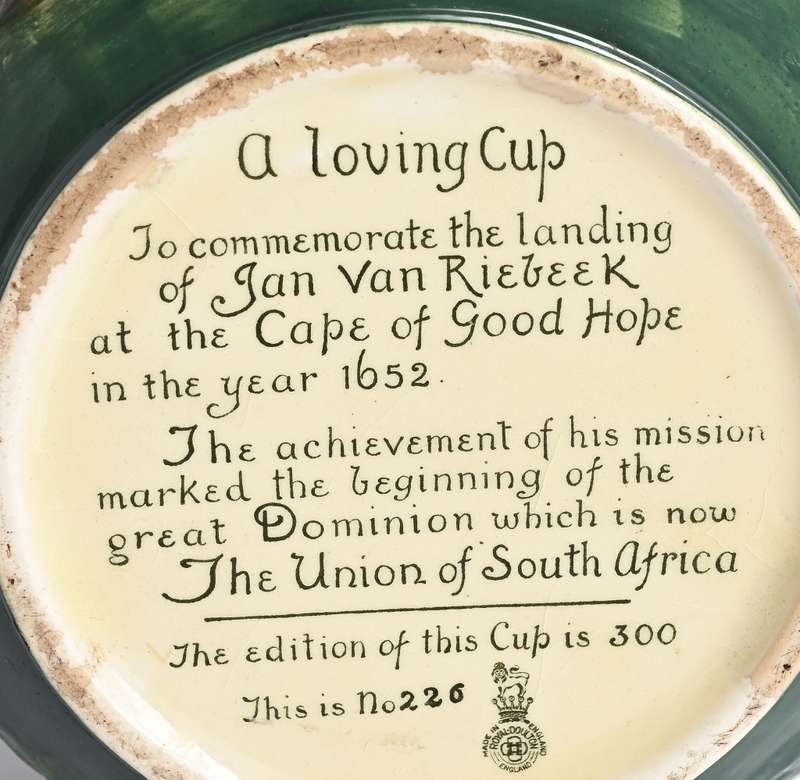 a loving Cup
To commemorate the landing
of Jan Van Riebeek
at the Cape of Good Hope
in the year 1652.
The achievement of his mission
marked the beginning of the
great Dominion which is now
The Union of South Africa
The edition of this Cup is 300
This is No 226
MADE IN ENGLAND
ROYAL·DOULTON
ENGLAND